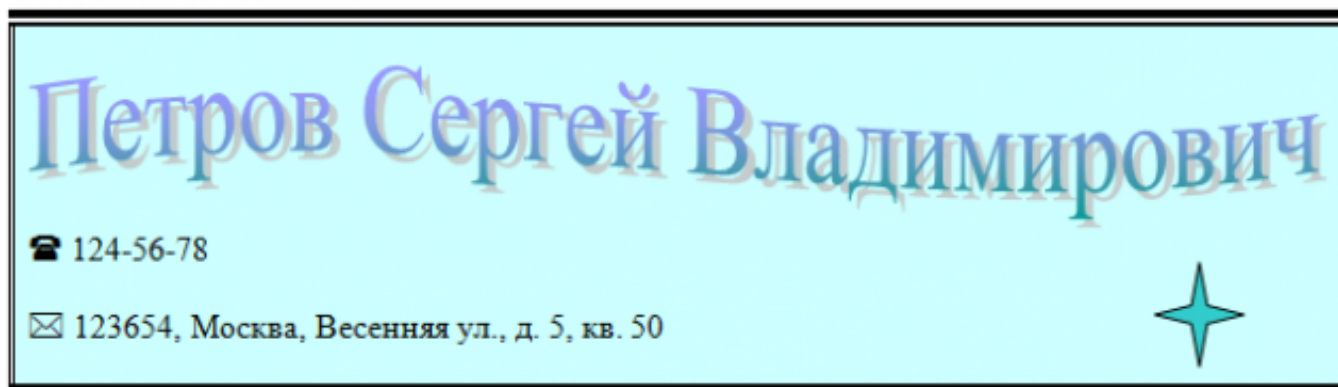 Петров Сергей Владимирович
☎ 124-56-78
✉ 123654, Москва, Весенняя ул., д. 5, кв. 50